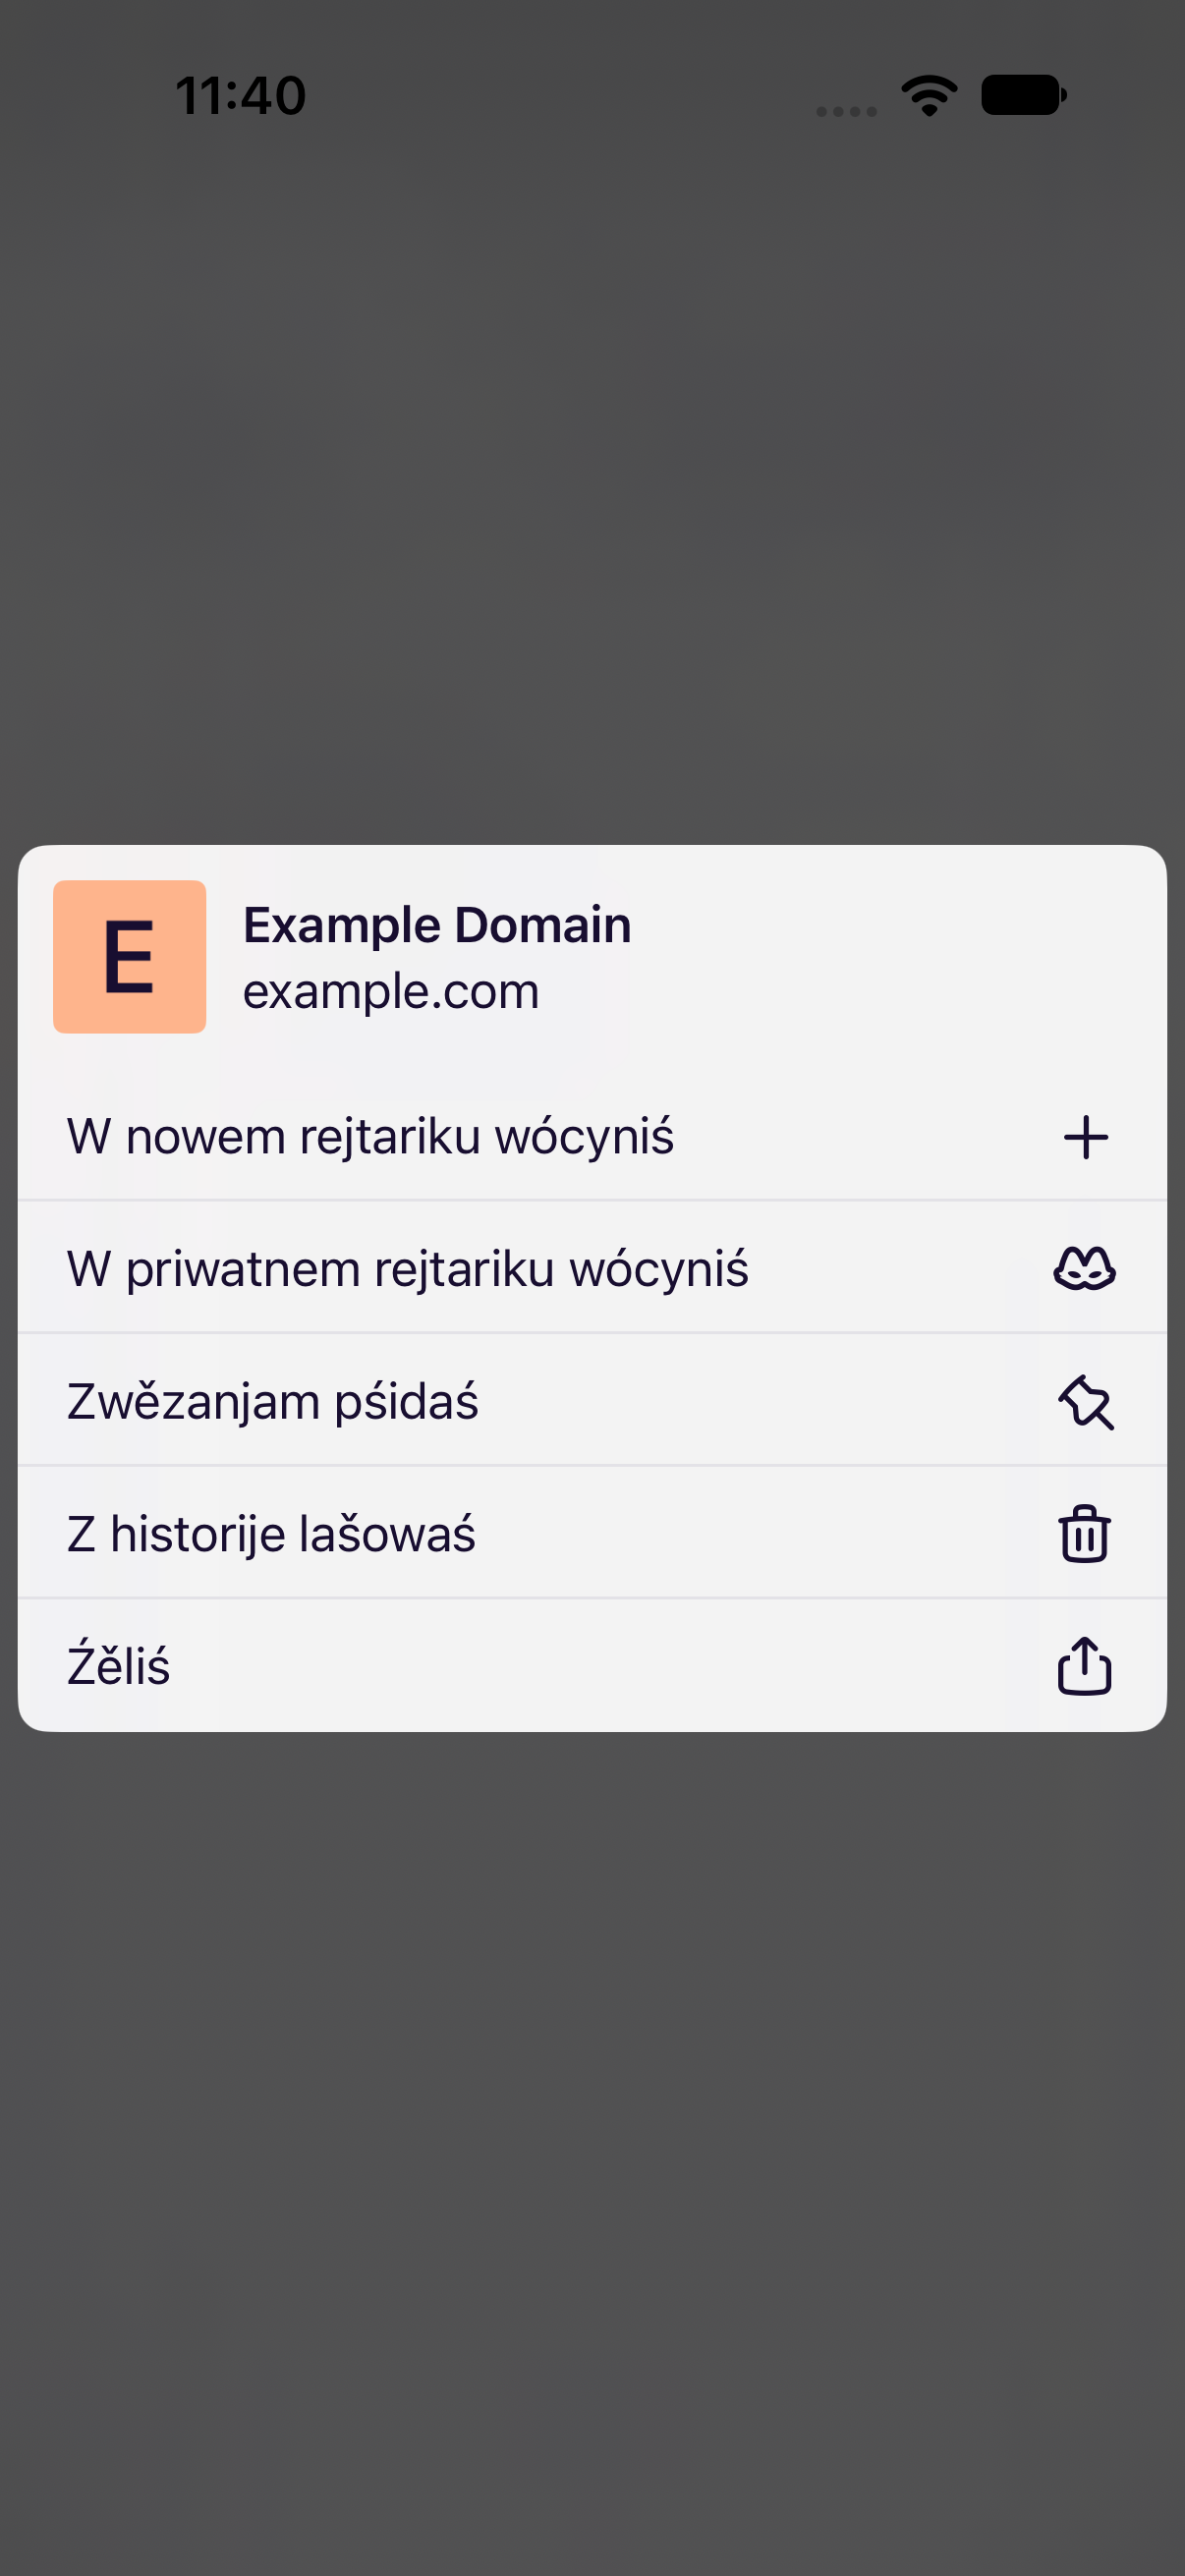 11:40
E
Example Domain
example.com
W nowem rejtariku wócyniś
W priwatnem rejtariku wócyniś
Zwězanjam pśidaś
Z historije lašowaś
Źěliś